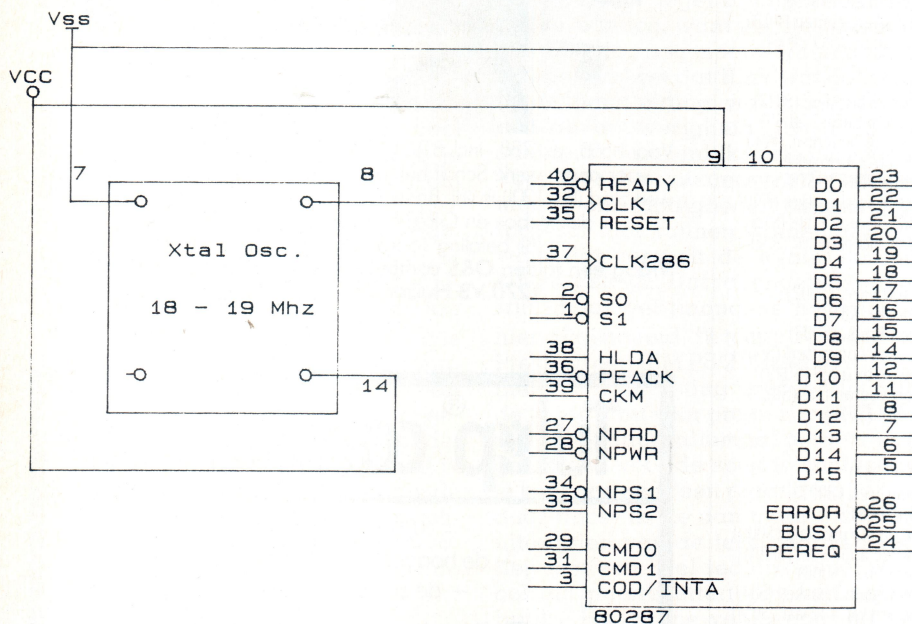 Vss
VCC
7
8
Xtal Osc.
18 - 19 Mhz
14
9
10
40
READY
32
CLK
35
RESET
37
CLK286
2
S0
1
S1
38
HLDA
36
PEACK
39
CKM
27
NPRD
28
NPWR
34
NPS1
33
NPS2
29
CMD0
31
CMD1
3
COD/INTA
D0
23
D1
22
D2
21
D3
20
D4
19
D5
18
D6
17
D7
16
D8
15
D9
14
D10
12
D11
11
D12
8
D13
7
D14
6
D15
5
ERROR
26
BUSY
25
PEREQ
24
80287